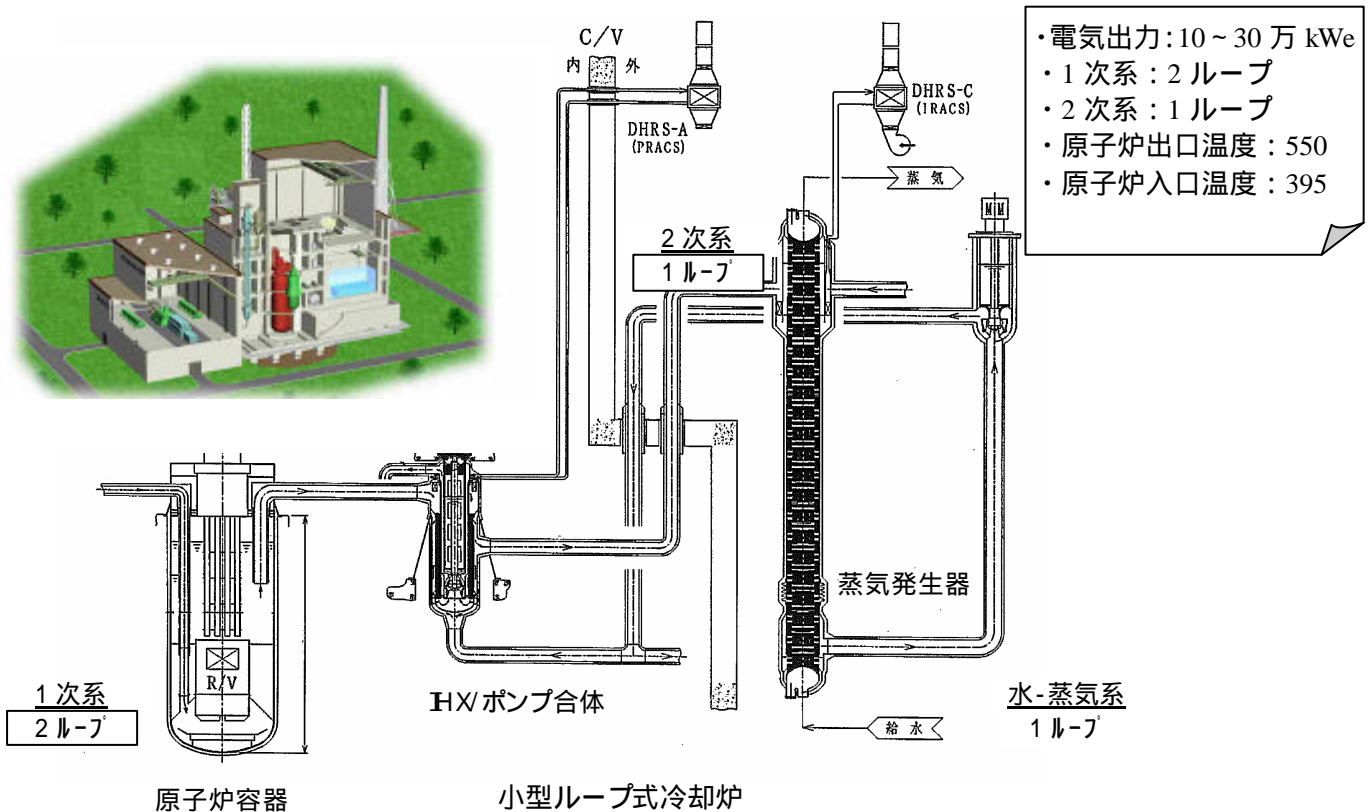 ・電気出力:10~30 万 kWe
・1 次系:2 ループ
・2 次系:1 ループ
・原子炉出口温度:550
・原子炉入口温度:395
C/V
内 外
DHRS-A
(PRACS)
DHRS-C
(IRACS)
蒸気
2 次系
1 ループ
M M
蒸気発生器
R/V
1 次系
2 ループ
IHX/ポンプ合体
給水
水-蒸気系
1 ループ
原子炉容器
小型ループ式冷却炉